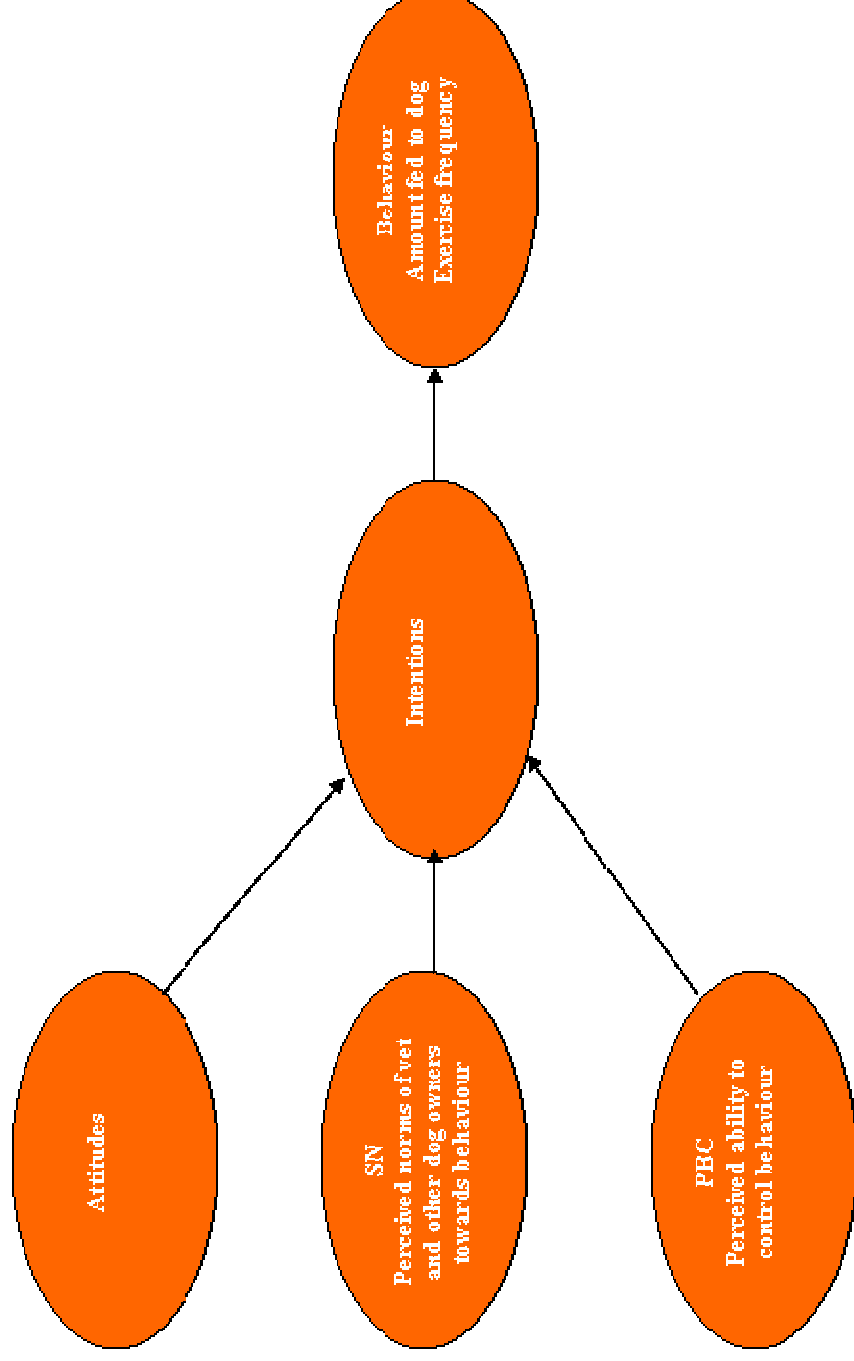 Attitudes
SN
Perceived norms of vet
and other dog owners
towards behaviour
PBC
Perceived ability to
control behaviour
Intentions
Behaviour
Amount fed to dog
Exercise frequency